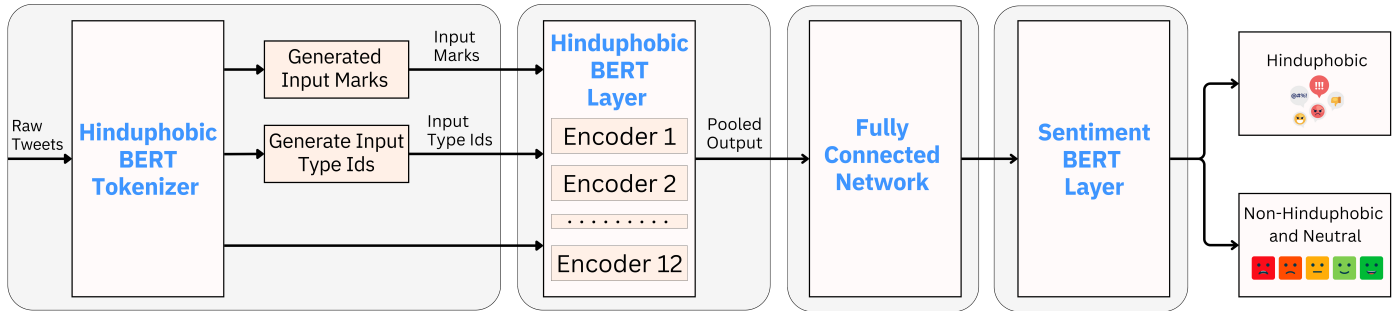 Raw
Tweets
Hinduphobic
BERT
Tokenizer
Generated
Input Marks
Generate Input
Type Ids
Input
Marks
Input
Type Ids
Hinduphobic
BERT
Layer
Encoder 1
Encoder 2
. . . . . . . . .
Encoder 12
Pooled
Output
Fully
Connected
Network
Sentiment
BERT
Layer
Hinduphobic
!!!
@#%!
Non-Hinduphobic
and Neutral